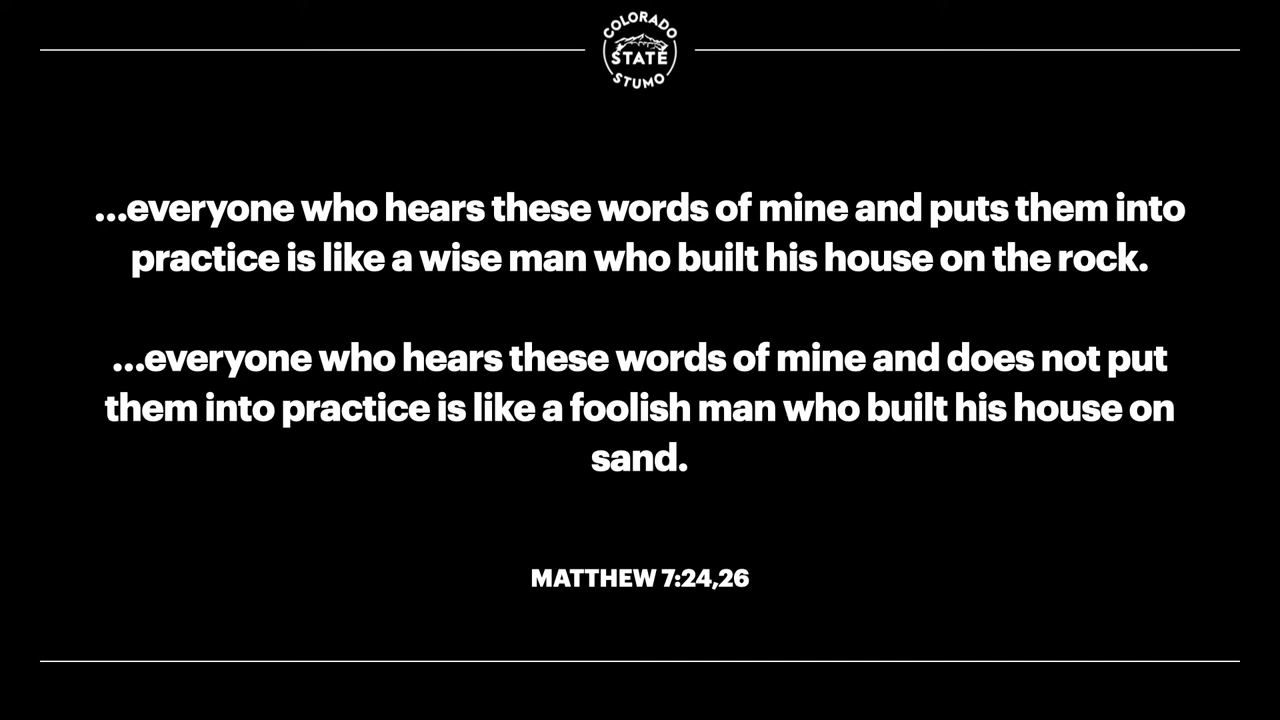 COLORADO
STATE
STUMO
...everyone who hears these words of mine and puts them into
practice is like a wise man who built his house on the rock.
...everyone who hears these words of mine and does not put
them into practice is like a foolish man who built his house on
sand.
MATTHEW 7:24,26